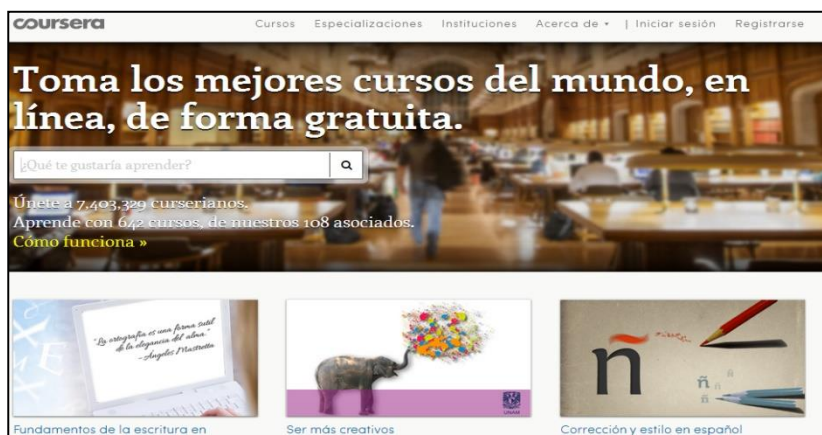 coursera
Cursos Especializaciones Instituciones Acerca de | Iniciar sesión Registrarse
Toma los mejores cursos del mundo, en
línea, de forma gratuita.
¿Qué te gustaría aprender?
Únete a 7,403,329 curserianos.
Aprende con 642 cursos, de nuestros 108 asociados.
Cómo funciona »
"La ortografía es una forma sutil
de la elegancia del alma."
-Ángeles Mastretta
UNAM
ñ
ñ ñ
ñ
Fundamentos de la escritura en
Ser más creativos
Corrección y estilo en español